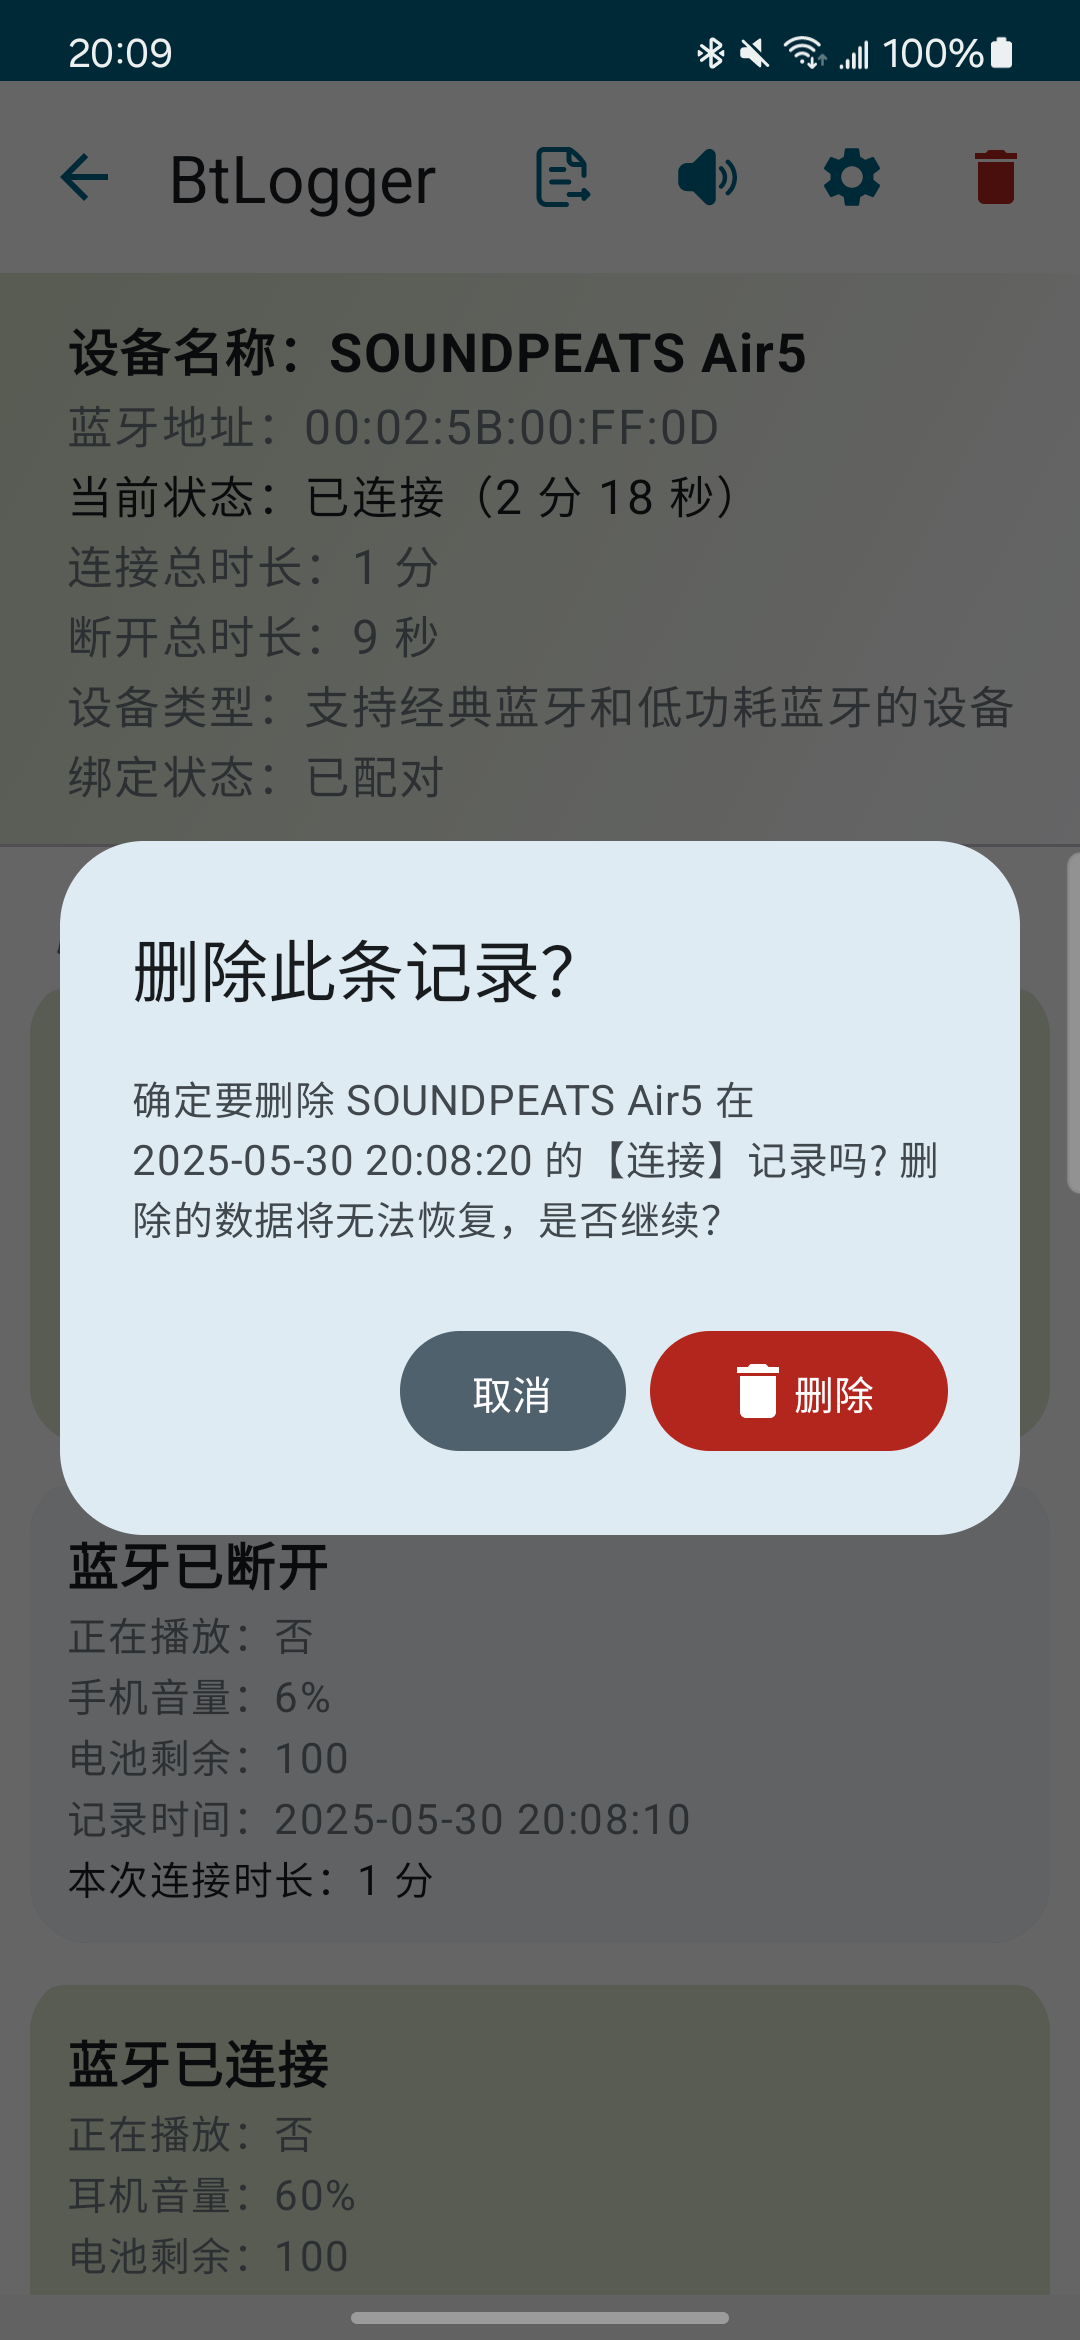 20:09
100%
BtLogger
设备名称：SOUNDPEATS Air5
蓝牙地址：00:02:5B:00:FF:0D
当前状态：已连接（2 分 18 秒）
连接总时长：1 分
断开总时长：9 秒
设备类型：支持经典蓝牙和低功耗蓝牙的设备
绑定状态：已配对
删除此条记录？
确定要删除 SOUNDPEATS Air5 在
2025-05-30 20:08:20 的【连接】记录吗? 删
除的数据将无法恢复，是否继续？
取消
删除
蓝牙已断开
正在播放：否
手机音量：6%
电池剩余：100
记录时间：2025-05-30 20:08:10
本次连接时长：1 分
蓝牙已连接
正在播放：否
耳机音量：60%
电池剩余：100